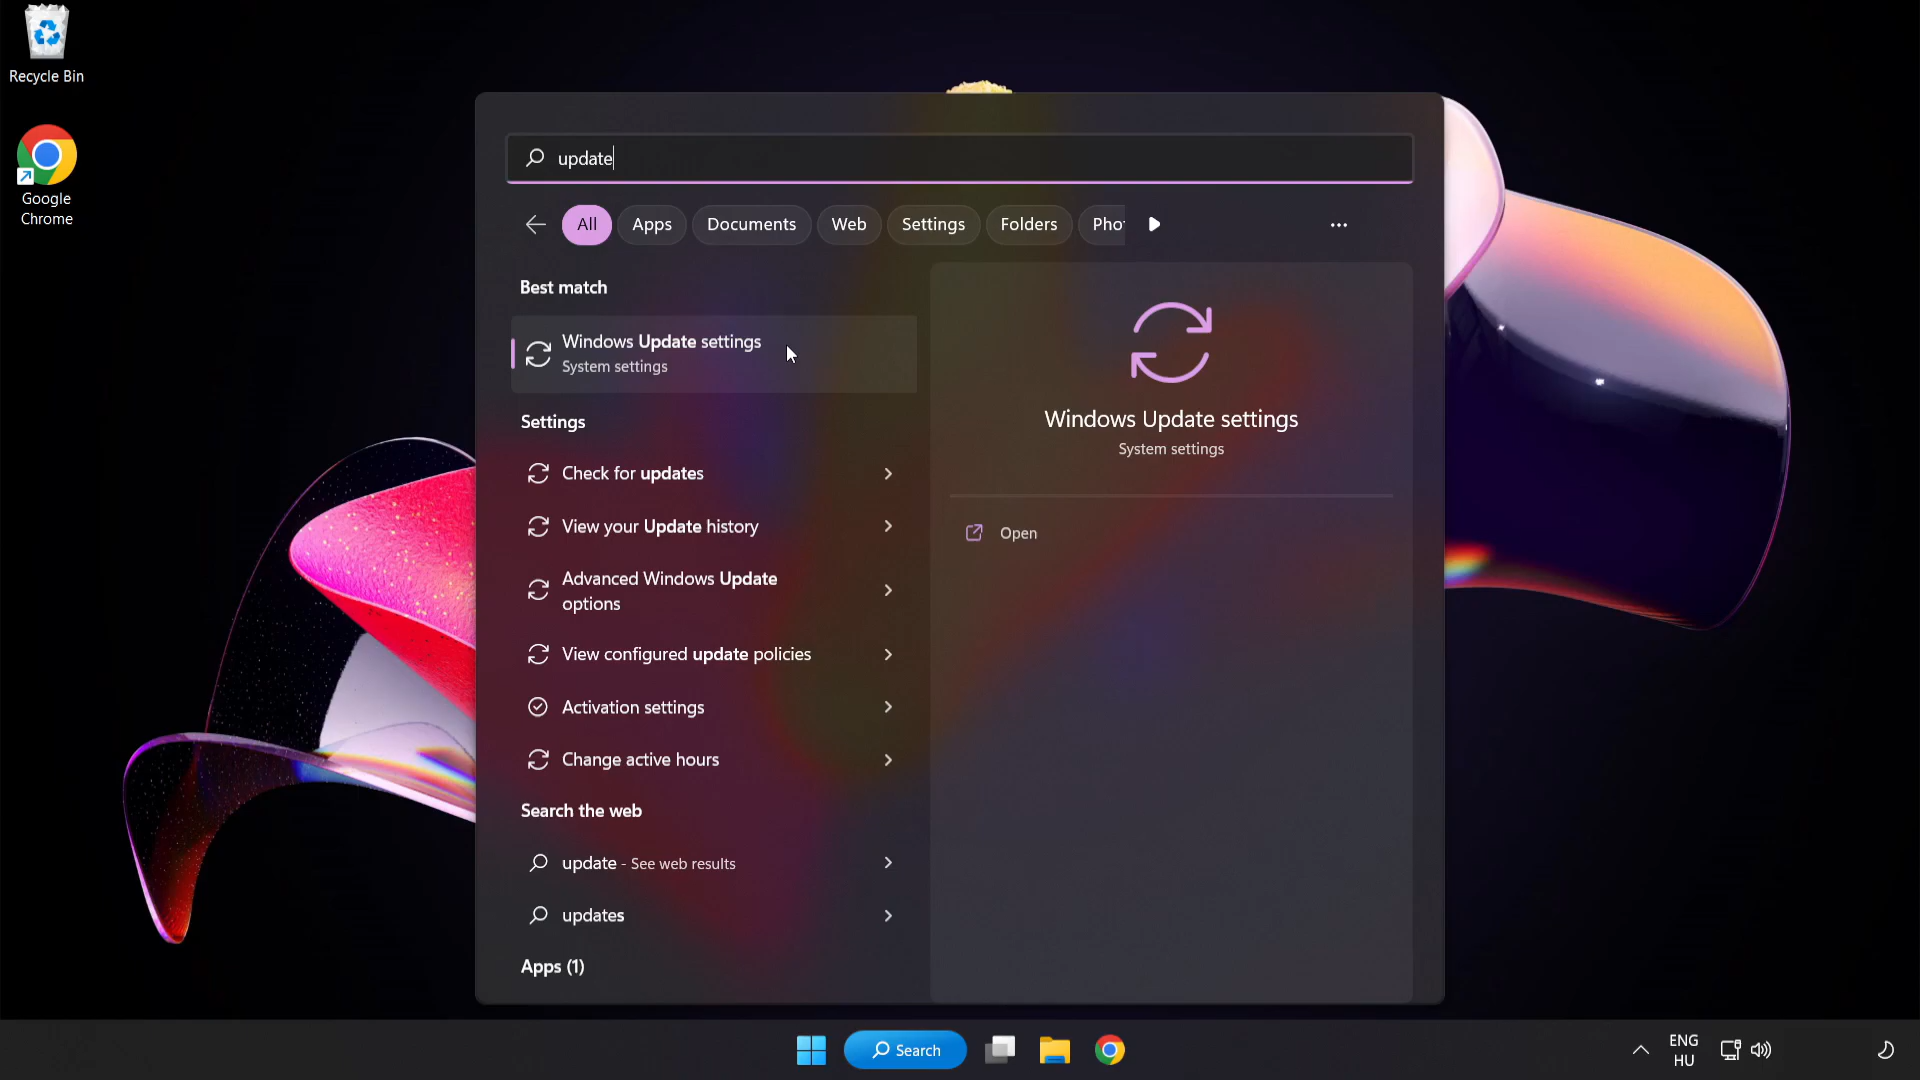 Recycle Bin
Google
Chrome
update
All
Apps
Documents
Web
Settings
Folders
Best match
Windows Update settings
System settings
Settings
Check for updates
View your Update history
Advanced Windows Update
options
View configured update policies
Activation settings
Change active hours
Search the web
update - See web results
updates
Apps (1)
Windows Update settings
System settings
Open
Search
ENG
HU